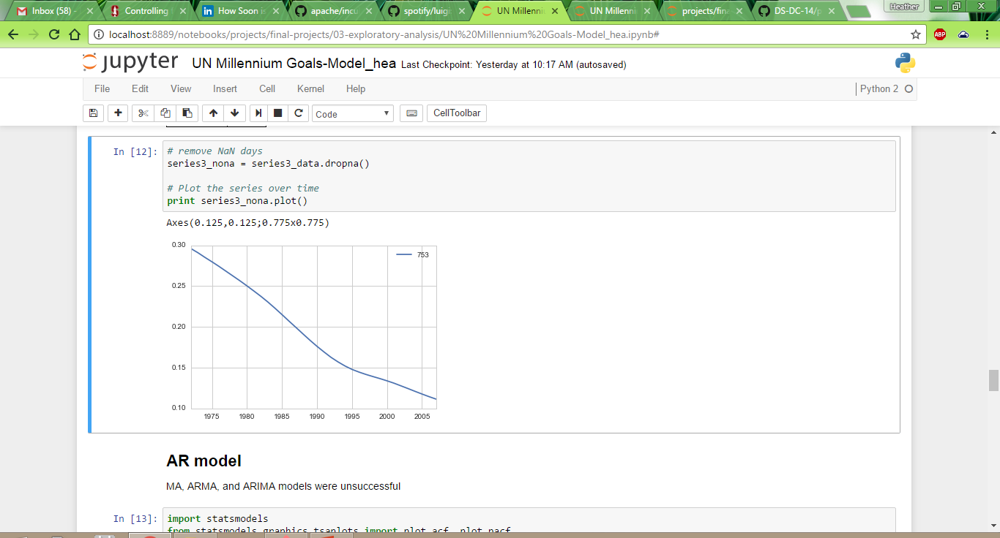 Inbox (58) -
Controlling
How Soon is
apache/incu
spotify/luigi
UN Millenni
UN Millenni
projects/fin
DS-DC-14/p
Heather
localhost:8889/notebooks/projects/final-projects/03-exploratory-analysis/UN%20Millennium%20Goals-Model_hea.ipynb#
ABP
jupyter UN Millennium Goals-Model_hea Last Checkpoint: Yesterday at 10:17 AM (autosaved)
File Edit View Insert Cell Kernel Help Python 2
Code CellToolbar
In [12]: # remove NaN days
series3_nona = series3_data.dropna()
# Plot the series over time
print series3_nona.plot()
Axes(0.125,0.125;0.775x0.775)
0.30
753
0.25
0.20
0.15
0.10
1975 1980 1985 1990 1995 2000 2005
AR model
MA, ARMA, and ARIMA models were unsuccessful
In [13]: import statsmodels
from statsmodels.graphics.tsaplots import plot_acf, plot_pacf